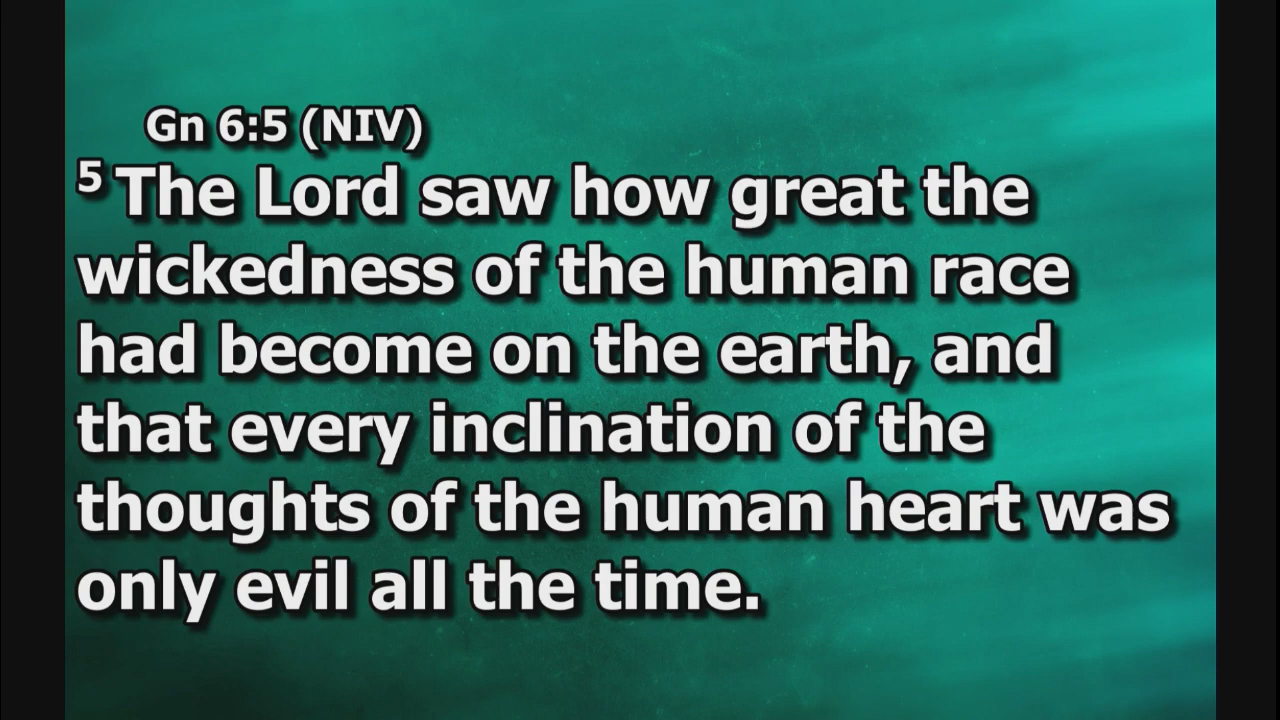 Gn 6:5 (NIV)
5 The Lord saw how great the
wickedness of the human race
had become on the earth, and
that every inclination of the
thoughts of the human heart was
only evil all the time.